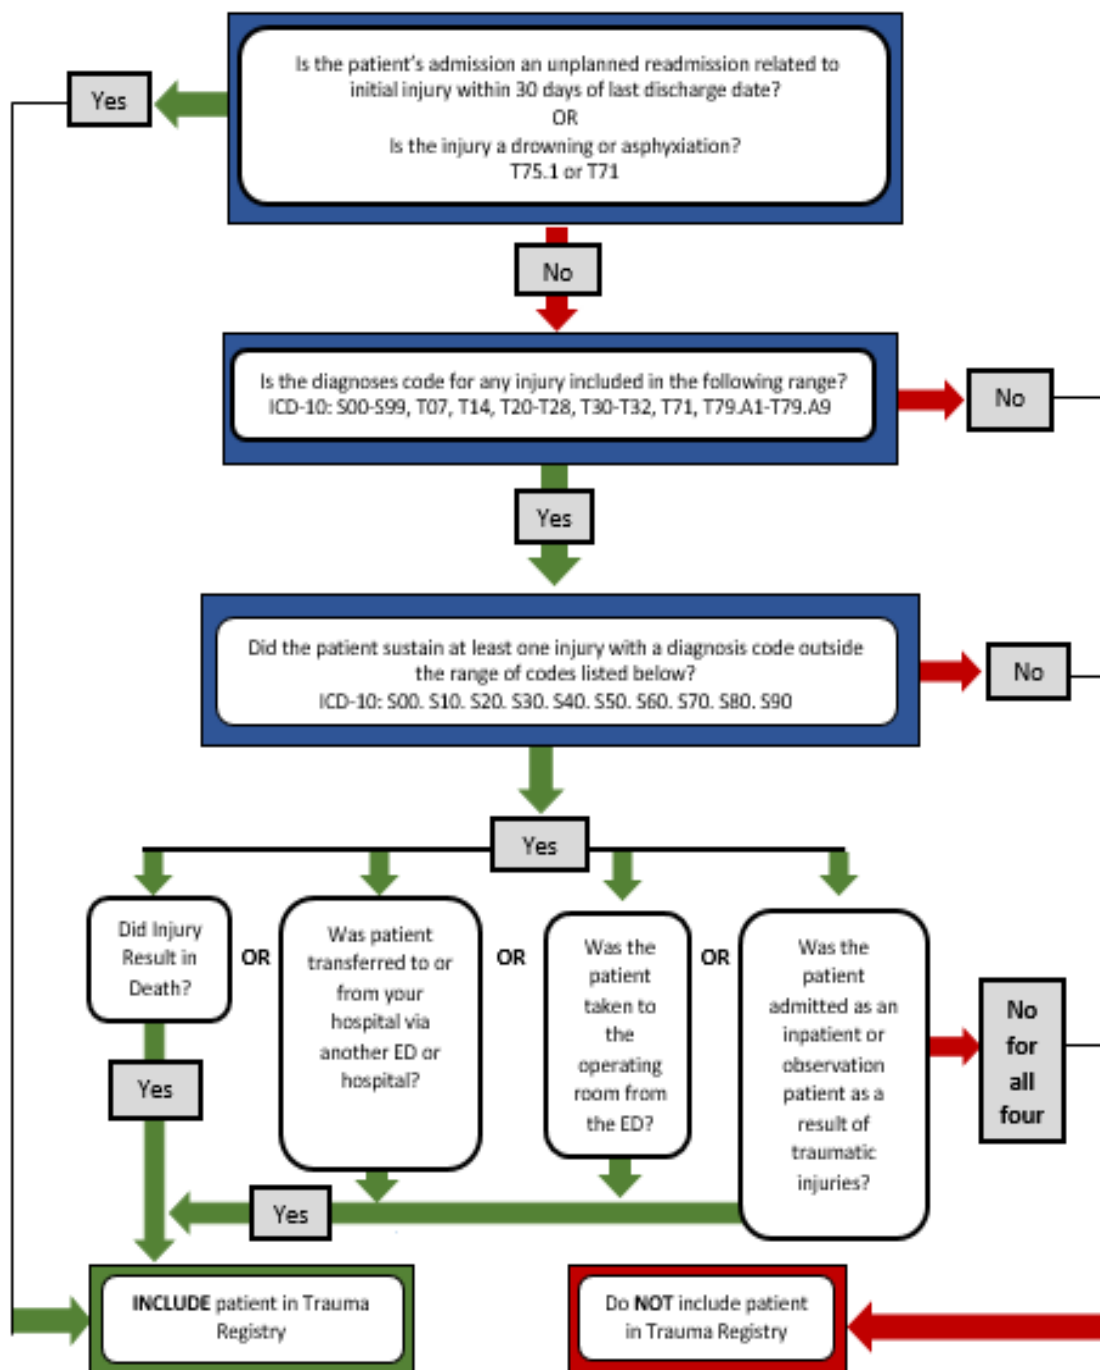 Is the patient's admission an unplanned readmission related to
initial injury within 30 days of last discharge date?
OR
Is the injury a drowning or asphyxiation?
T75.1 or T71
Yes
No
Is the diagnoses code for any injury included in the following range?
ICD-10: S00-S99, T07, T14, T20-T28, T30-T32, T71, T79.A1-T79.A9
No
Yes
Did the patient sustain at least one injury with a diagnosis code outside
the range of codes listed below?
ICD-10: S00. S10. S20. S30. S40. S50. S60. S70. S80. S90
No
Yes
Did Injury
Result in
Death?
OR
Was patient
transferred to or
from your
hospital via
another ED or
hospital?
OR
Was the
patient
taken to
the
operating
room from
the ED?
OR
Was the
patient
admitted as an
inpatient or
observation
patient as a
result of
traumatic
injuries?
No
for
all
four
Yes
Yes
INCLUDE patient in Trauma
Registry
Do NOT include patient
in Trauma Registry